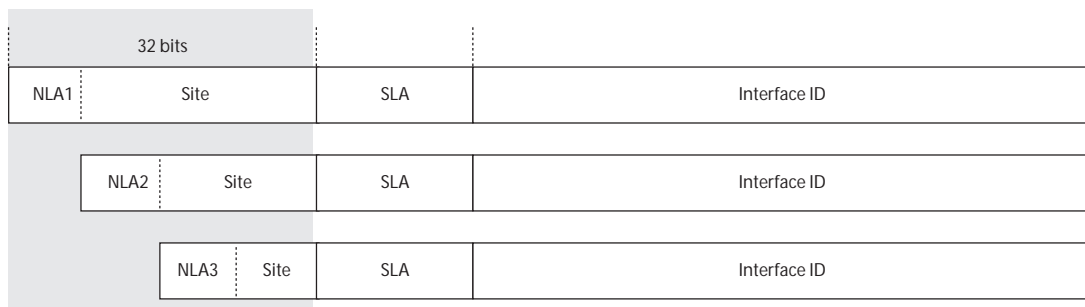 32 bits
NLA1 Site SLA Interface ID
NLA2 Site SLA Interface ID
NLA3 Site SLA Interface ID